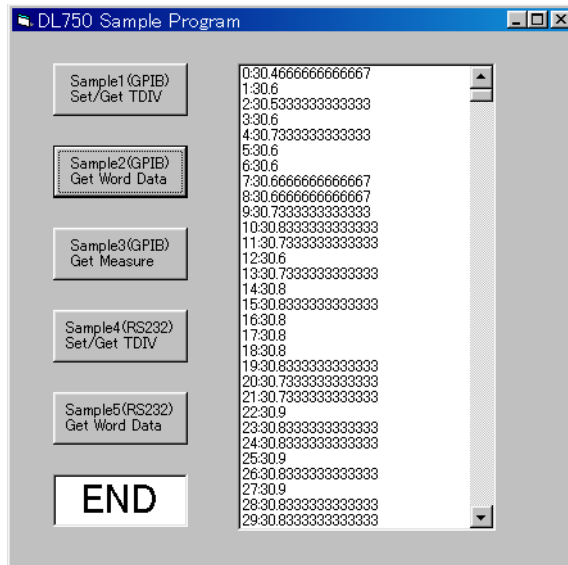 DL750 Sample Program
Sample1(GPIB)
Set/Get TDIV
Sample2(GPIB)
Get Word Data
Sample3(GPIB)
Get Measure
Sample4(RS232)
Set/Get TDIV
Sample5(RS232)
Get Word Data
END
0:30.4666666666667
1:30.6
2:30.5333333333333
3:30.6
4:30.7333333333333
5:30.6
6:30.6
7:30.6666666666667
8:30.6666666666667
9:30.7333333333333
10:30.8333333333333
11:30.7333333333333
12:30.6
13:30.7333333333333
14:30.8
15:30.8333333333333
16:30.8
17:30.8
18:30.8
19:30.8333333333333
20:30.7333333333333
21:30.7333333333333
22:30.9
23:30.8333333333333
24:30.8333333333333
25:30.9
26:30.8333333333333
27:30.9
28:30.8333333333333
29:30.8333333333333